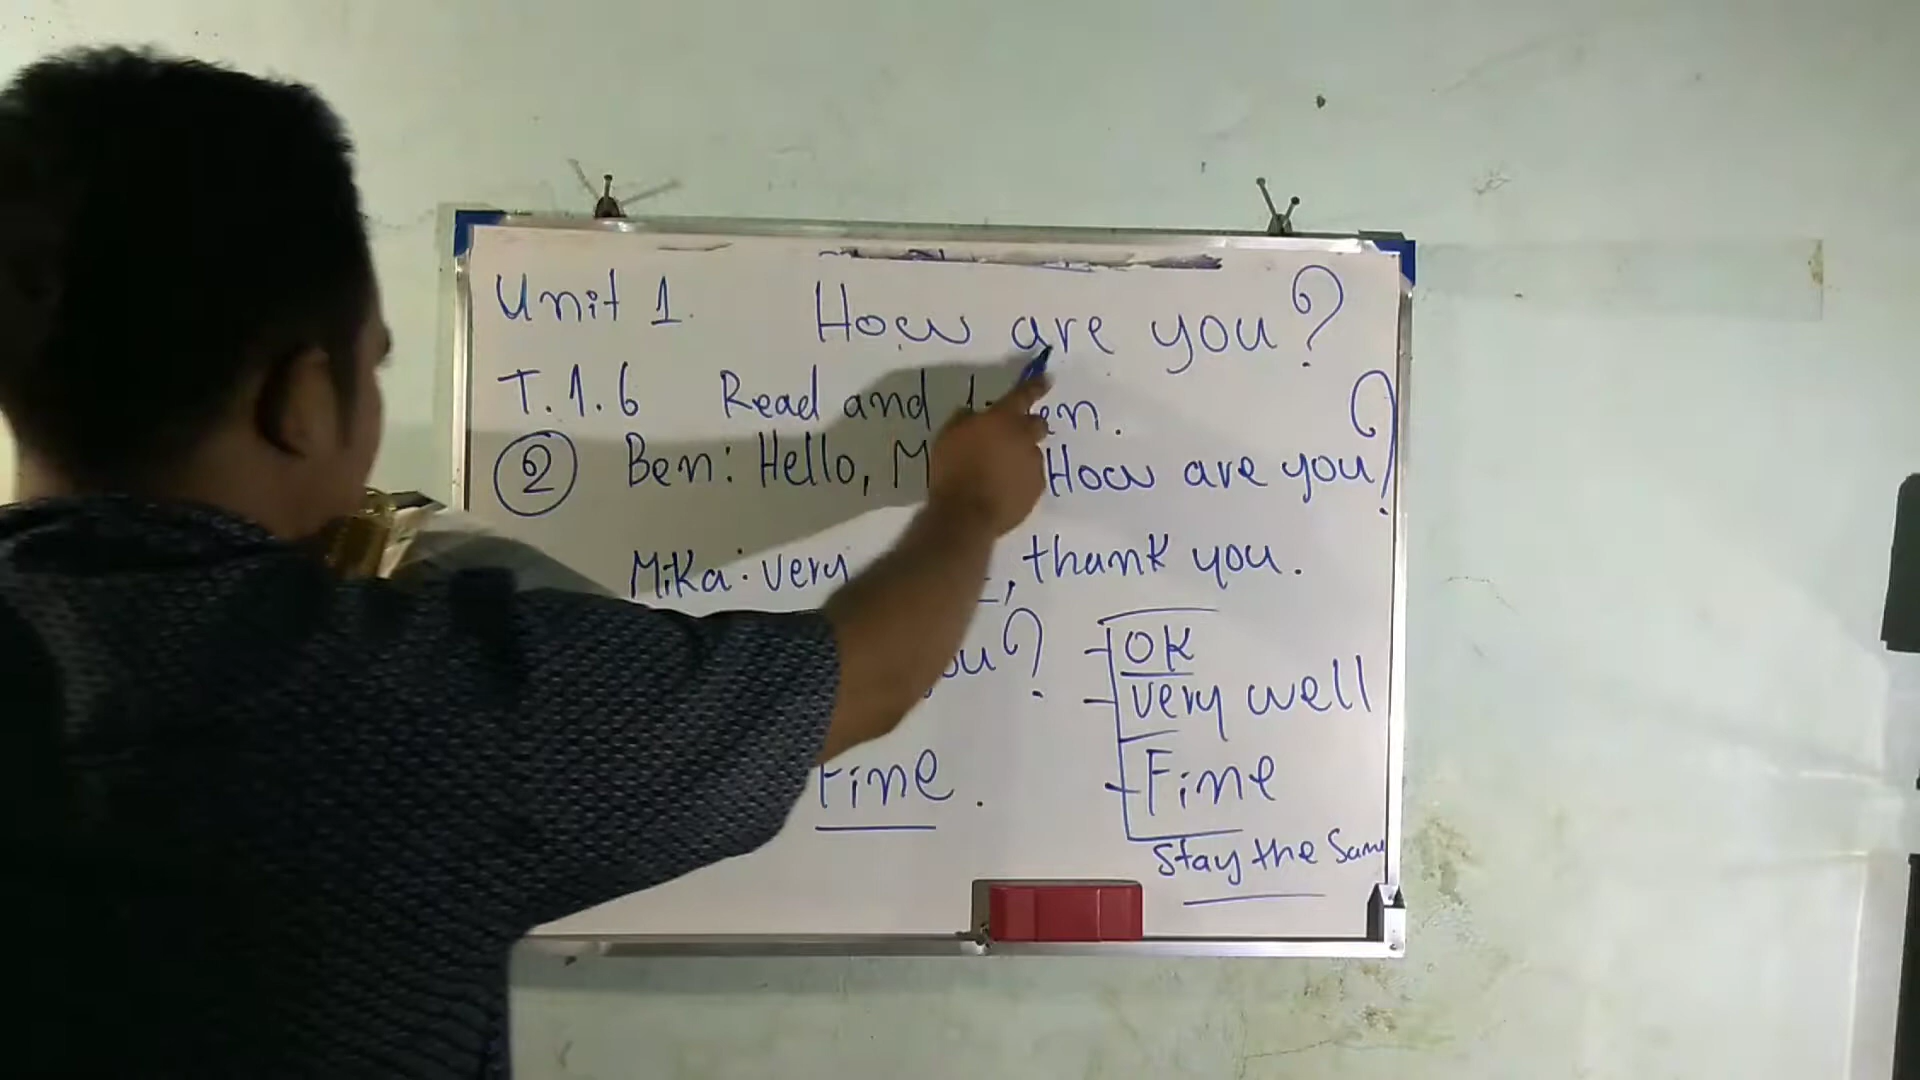 Unit 1. How are you?
T.1.6 Read and
② Ben: Hello, How are you?
Mika: very , thank you.
?
OK
very well
Fine
Fine.
Stay the Same